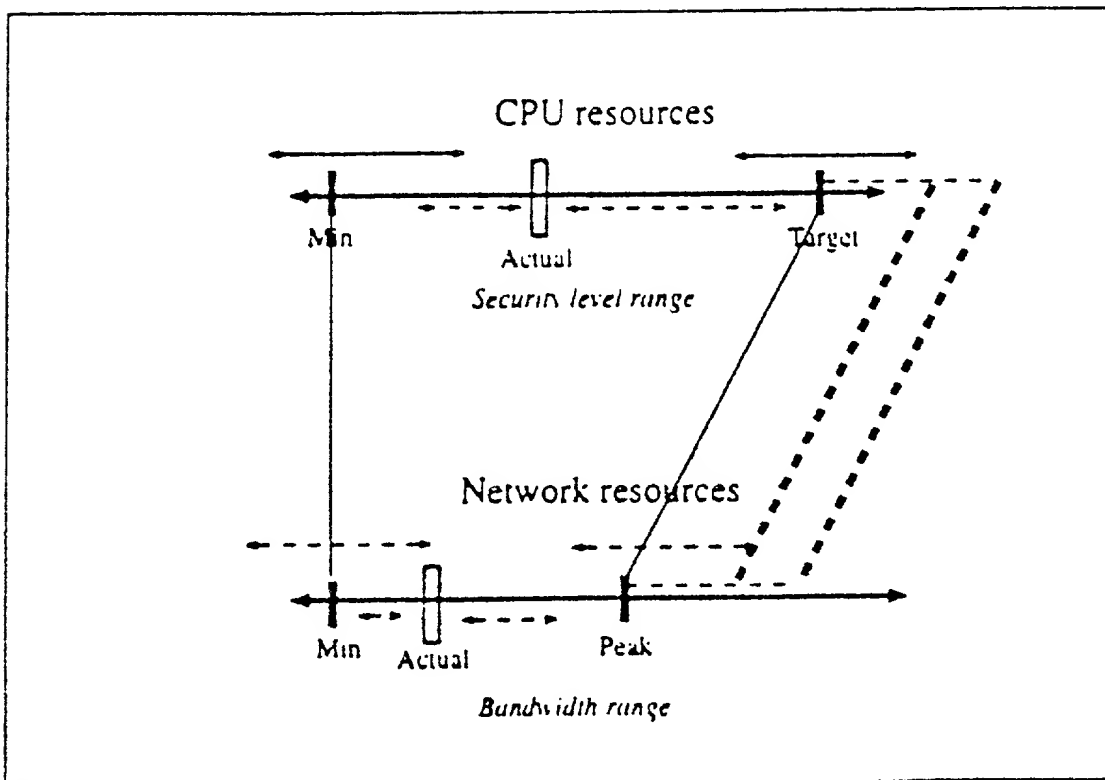 CPU resources
Min
Actual
Target
Security level range
Network resources
Min
Actual
Peak
Bandwidth range